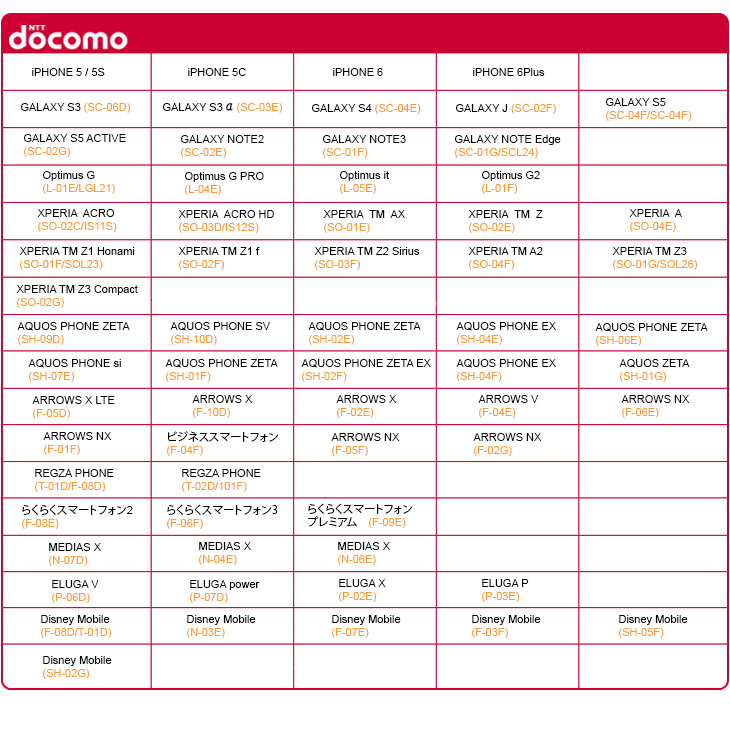 NTT
docomo
iPHONE 5 / 5S
iPHONE 5C
iPHONE 6
iPHONE 6Plus
GALAXY S3 (SC-06D)
GALAXY S3 α (SC-03E)
GALAXY S4 (SC-04E)
GALAXY J (SC-02F)
GALAXY S5
(SC-04F/SC-04F)
GALAXY S5 ACTIVE
(SC-02G)
GALAXY NOTE2
(SC-02E)
GALAXY NOTE3
(SC-01F)
GALAXY NOTE Edge
(SC-01G/SCL24)
Optimus G
(L-01E/LGL21)
Optimus G PRO
(L-04E)
Optimus it
(L-05E)
Optimus G2
(L-01F)
XPERIA ACRO
(SO-02C/IS11S)
XPERIA ACRO HD
(SO-03D/IS12S)
XPERIA TM AX
(SO-01E)
XPERIA TM Z
(SO-02E)
XPERIA A
(SO-04E)
XPERIA TM Z1 Honami
(SO-01F/SOL23)
XPERIA TM Z1 f
(SO-02F)
XPERIA TM Z2 Sirius
(SO-03F)
XPERIA TM A2
(SO-04F)
XPERIA TM Z3
(SO-01G/SOL26)
XPERIA TM Z3 Compact
(SO-02G)
AQUOS PHONE ZETA
(SH-09D)
AQUOS PHONE SV
(SH-10D)
AQUOS PHONE ZETA
(SH-02E)
AQUOS PHONE EX
(SH-04E)
AQUOS PHONE ZETA
(SH-06E)
AQUOS PHONE si
(SH-07E)
AQUOS PHONE ZETA
(SH-01F)
AQUOS PHONE ZETA EX
(SH-02F)
AQUOS PHONE EX
(SH-04F)
AQUOS ZETA
(SH-01G)
ARROWS X LTE
(F-05D)
ARROWS X
(F-10D)
ARROWS X
(F-02E)
ARROWS V
(F-04E)
ARROWS NX
(F-06E)
ARROWS NX
(F-01F)
ビジネススマートフォン
(F-04F)
ARROWS NX
(F-05F)
ARROWS NX
(F-02G)
REGZA PHONE
(T-01D/F-08D)
REGZA PHONE
(T-02D/101F)
らくらくスマートフォン2
(F-08E)
らくらくスマートフォン3
(F-06F)
らくらくスマートフォン
プレミアム (F-09E)
MEDIAS X
(N-07D)
MEDIAS X
(N-04E)
MEDIAS X
(N-06E)
ELUGA V
(P-06D)
ELUGA power
(P-07D)
ELUGA X
(P-02E)
ELUGA P
(P-03E)
Disney Mobile
(F-08D/T-01D)
Disney Mobile
(N-03E)
Disney Mobile
(F-07E)
Disney Mobile
(F-03F)
Disney Mobile
(SH-05F)
Disney Mobile
(SH-02G)